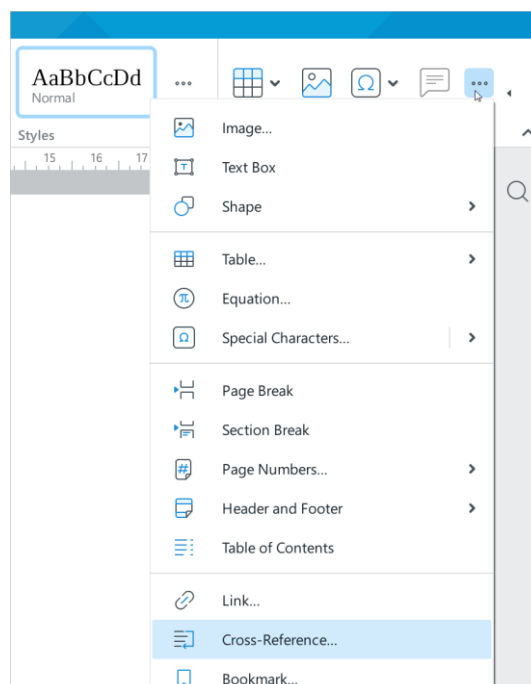 AaBbCcDd
Normal
Styles
15 16 17
Image...
Text Box
Shape
Table...
π
Equation...
Ω
Special Characters...
Page Break
Section Break
#
Page Numbers...
Header and Footer
Table of Contents
Link...
Cross-Reference...
Bookmark...